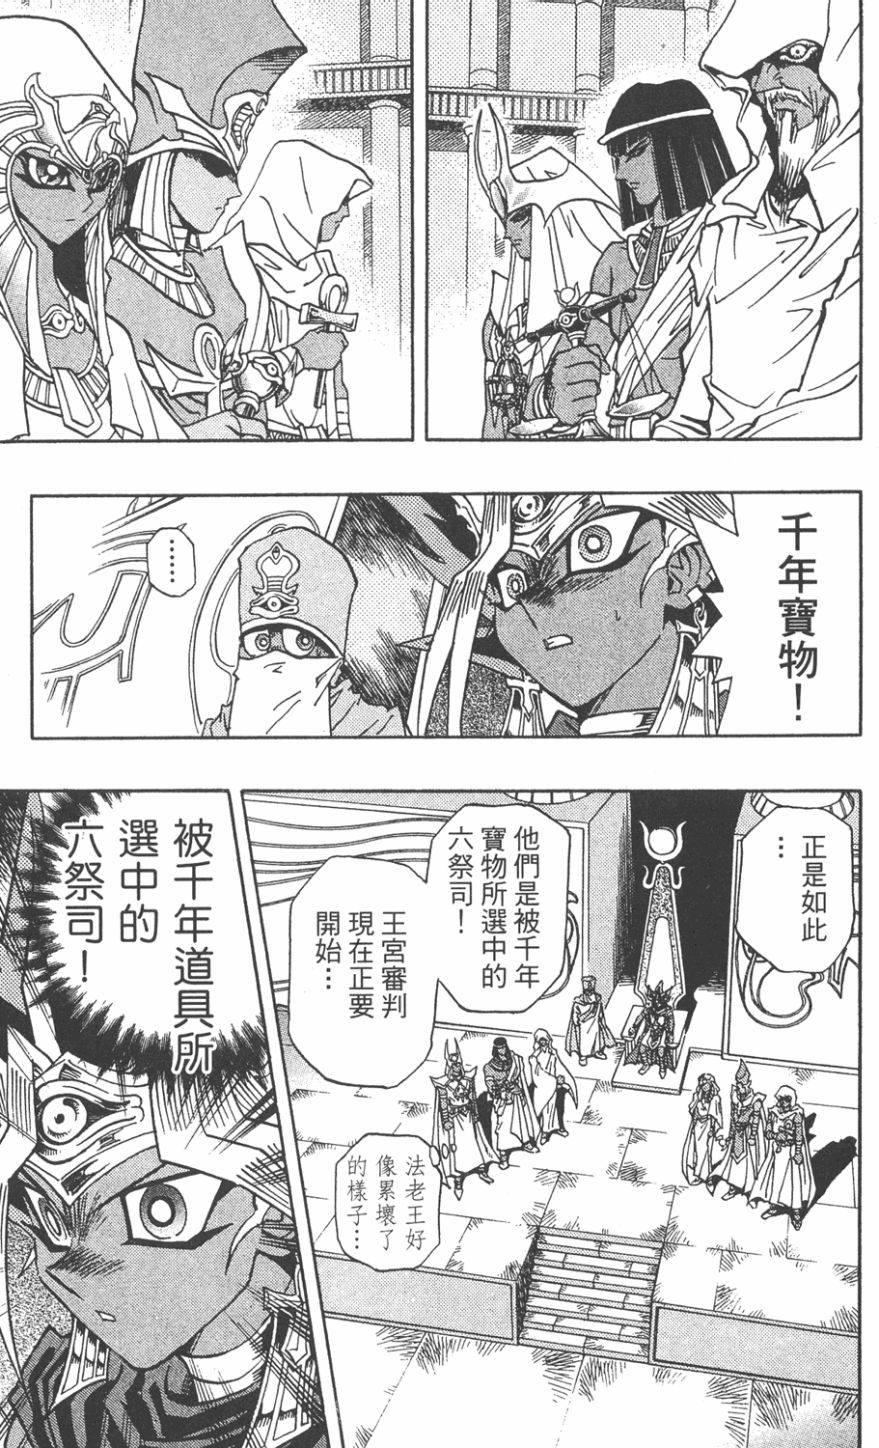 千年寶物！
……
正是如此
…
他們是被千年
寶物所選中的
六祭司！
王宮審判
現在正要
開始…
法老王好
像累壞了
的樣子…
被千年道具所
選中的
六祭司！